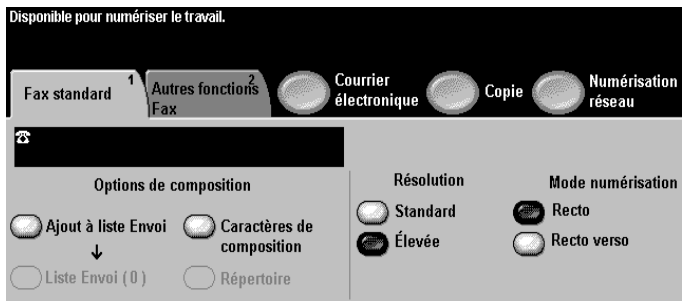 Disponible pour numériser le travail.
Fax standard 1
Autres fonctions 2
Fax
Courrier
électronique
Copie
Numérisation
réseau
Options de composition
Ajout à liste Envoi
Caractères de
composition
Liste Envoi ( 0 )
Répertoire
Résolution
Standard
Élevée
Mode numérisation
Recto
Recto verso